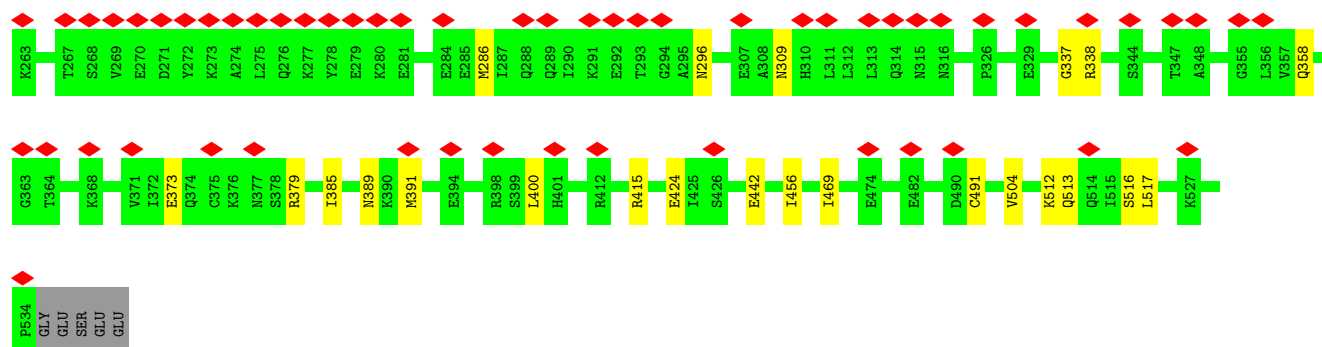 K263 T267 S268 V269 E270 D271 Y272 K273 A274 L275 Q276 K277 Y278 E279 K280 E281 E284 E285 M286 I287 Q288 Q289 I290 K291 E292 T293 G294 A295 N296 E307 A308 N309 H310 L311 L312 L313 Q314 N315 N316 P326 E329 G337 R338 S344 T347 A348 G355 L356 V357 Q358
G363 T364 K368 V371 I372 E373 Q374 C375 K376 N377 S378 R379 I385 N389 K390 M391 E394 R398 S399 L400 H401 R412 R415 E424 I425 S426 E442 I456 I469 E474 E482 D490 C491 V504 K512 Q513 Q514 I515 S516 L517 K527
P534 GLY GLU SER GLU GLU